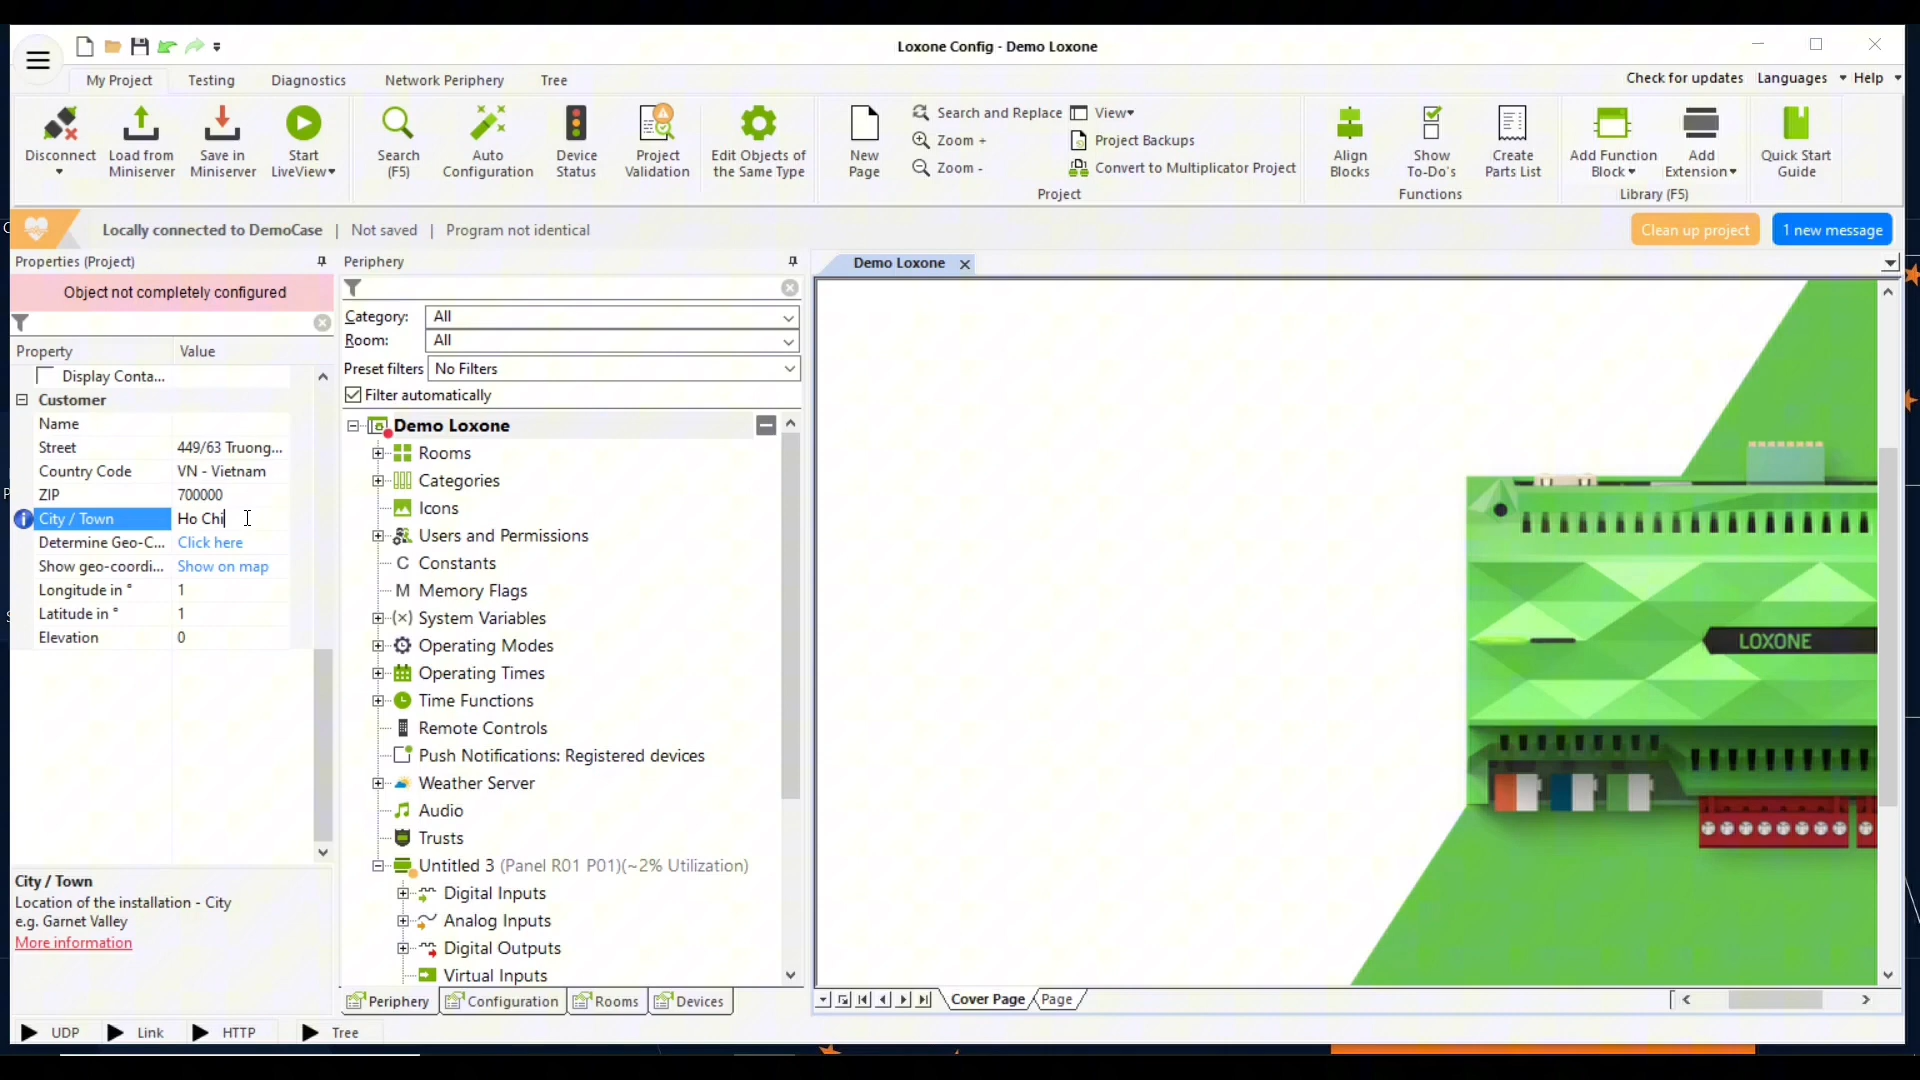 Loxone Config - Demo Loxone
My Project
Testing
Diagnostics
Network Periphery
Tree
Check for updates
Languages
Help
Disconnect
Load from
Miniserver
Save in
Miniserver
Start
LiveView
Search
(F5)
Auto
Configuration
Device
Status
Project
Validation
Edit Objects of
the Same Type
New
Page
Search and Replace
Zoom +
Zoom -
View
Project Backups
Convert to Multiplicator Project
Project
Align
Blocks
Show
To-Do's
Create
Parts List
Functions
Add Function
Block
Add
Extension
Library (F5)
Quick Start
Guide
Locally connected to DemoCase | Not saved | Program not identical
Clean up project
1 new message
Properties (Project)
Object not completely configured
Property Value
Display Conta...
Customer
Name
Street 449/63 Truong...
Country Code VN - Vietnam
ZIP 700000
City / Town Ho Chi
Determine Geo-C... Click here
Show geo-coordi... Show on map
Longitude in ° 1
Latitude in ° 1
Elevation 0
City / Town
Location of the installation - City
e.g. Garnet Valley
More information
Periphery
Category: All
Room: All
Preset filters No Filters
Filter automatically
Demo Loxone
Rooms
Categories
Icons
Users and Permissions
C Constants
M Memory Flags
(×) System Variables
Operating Modes
Operating Times
Time Functions
Remote Controls
Push Notifications: Registered devices
Weather Server
Audio
Trusts
Untitled 3 (Panel R01 P01)(~2% Utilization)
Digital Inputs
Analog Inputs
Digital Outputs
Virtual Inputs
Periphery
Configuration
Rooms
Devices
Demo Loxone
LOXONE
Cover Page
Page
UDP
Link
HTTP
Tree